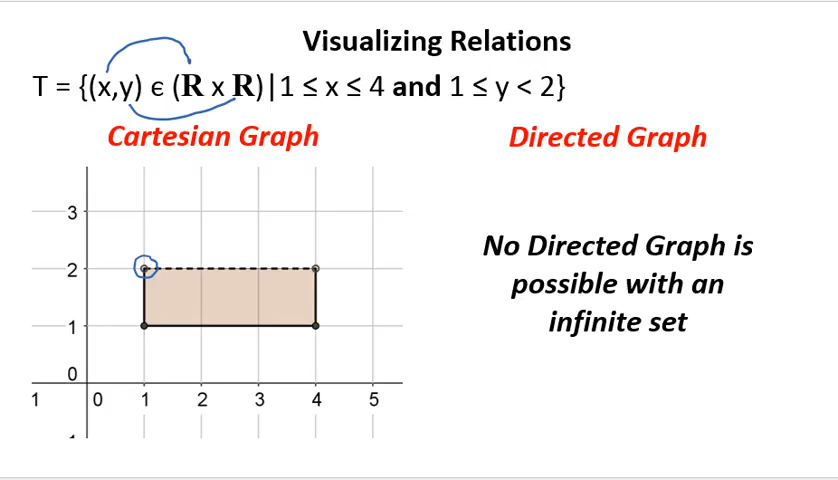 Visualizing Relations
T = {(x,y) ϵ (R x R)|1 ≤ x ≤ 4 and 1 ≤ y < 2}
Cartesian Graph
Directed Graph
3
2
1
0
1 0 1 2 3 4 5
No Directed Graph is
possible with an
infinite set